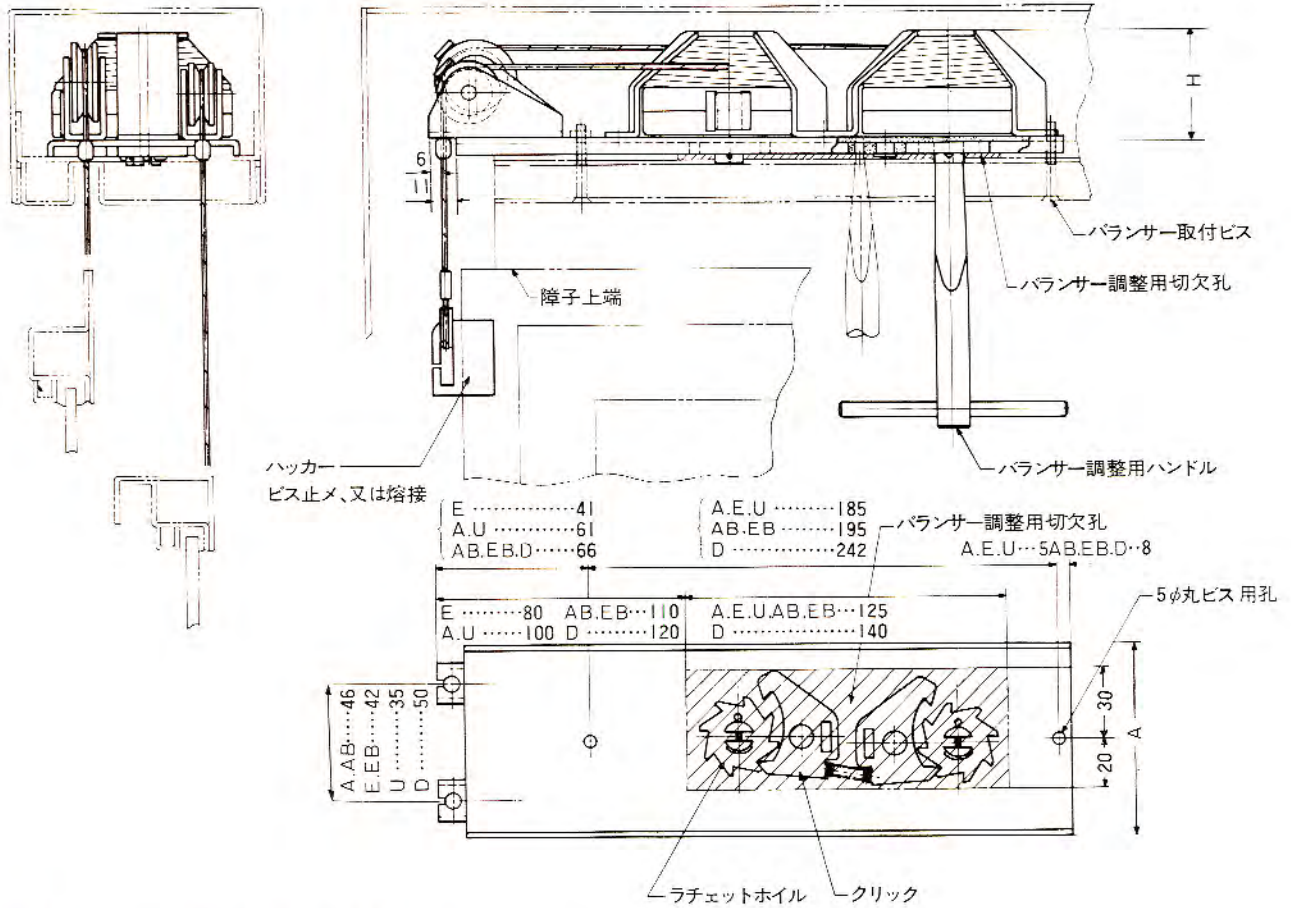 H
6
11
バランサー取付ビス
バランサー調整用切欠孔
障子上端
ハッカー
ビス止メ、又は熔接
バランサー調整用ハンドル
E ·············41
A.U ··········61
AB.EB.D······66
A.E.U ·······185
AB.EB ·······195
D ············242
バランサー調整用切欠孔
A.E.U···5AB.EB.D··8
5φ丸ビス用孔
E ········80 AB.EB···110
A.U ······100 D ········120
A.E.U,AB,EB···125
D ··············140
A.AB···46
E.EB···42
U ········35
D ········50
30
20
A
ラチェットホイル
クリック